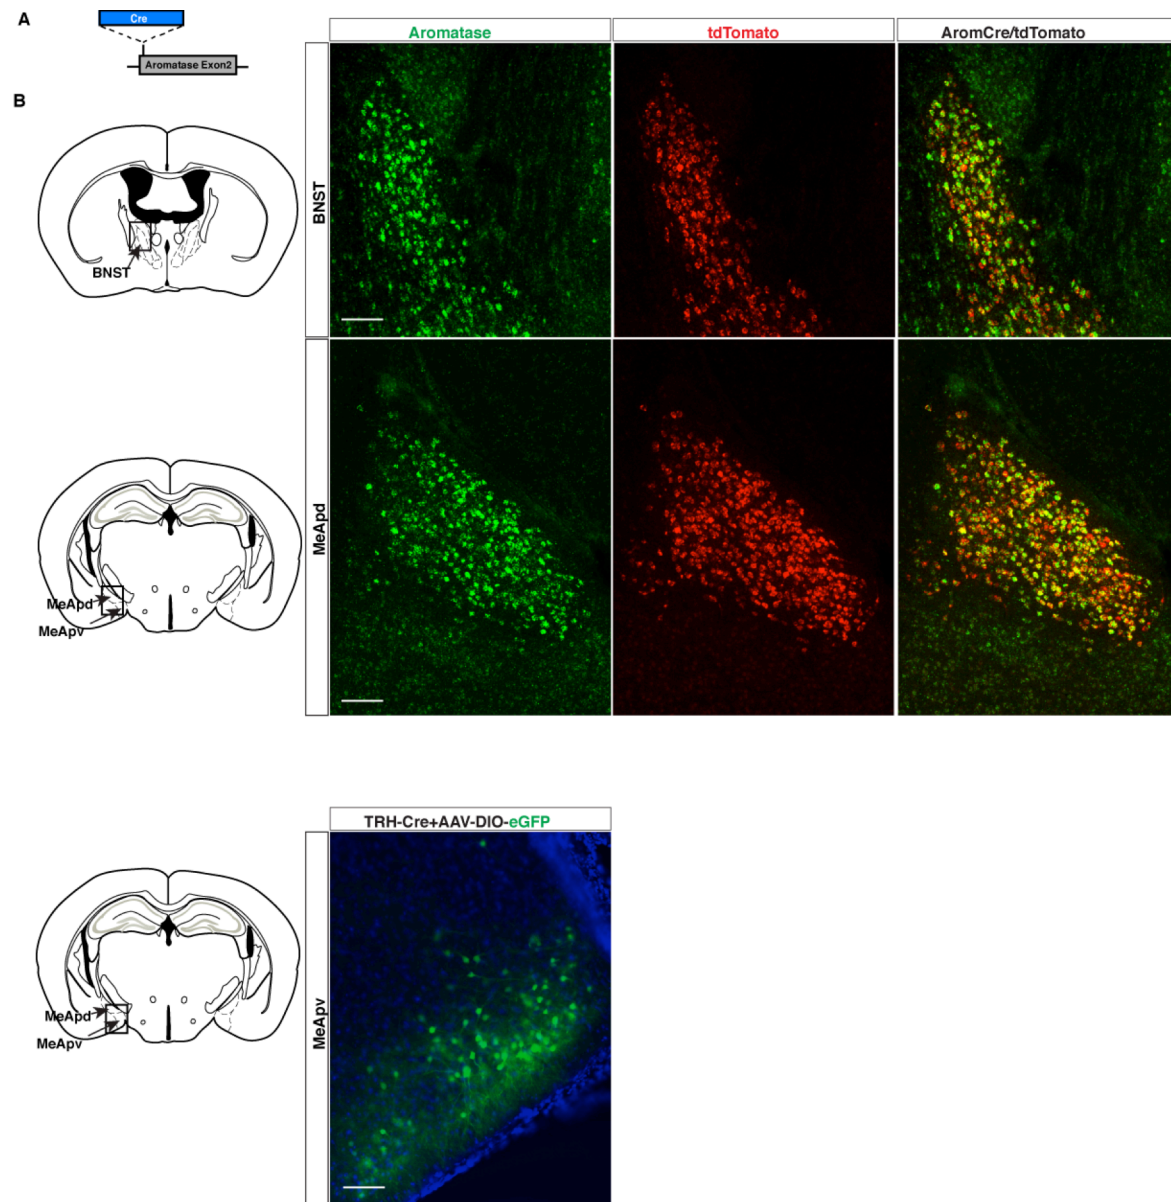 A
Cre
Aromatase Exon2
B
Aromatase
tdTomato
AromCre/tdTomato
BNST
BNST
MeApd
MeApd
MeApv
TRH-Cre+AAV-DIO-eGFP
MeApv
MeApd
MeApv